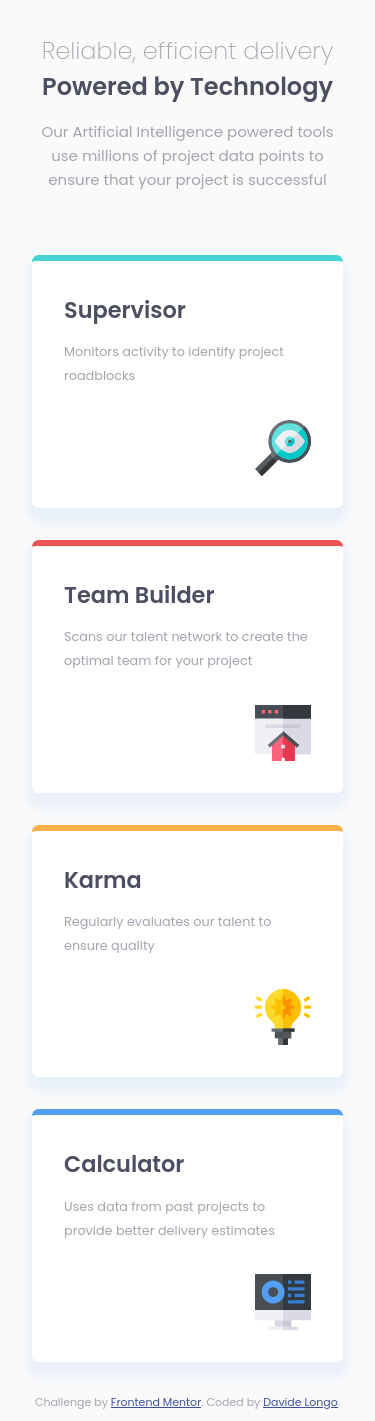 Reliable, efficient delivery
Powered by Technology
Our Artificial Intelligence powered tools
use millions of project data points to
ensure that your project is successful
Supervisor
Monitors activity to identify project
roadblocks
Team Builder
Scans our talent network to create the
optimal team for your project
Karma
Regularly evaluates our talent to
ensure quality
Calculator
Uses data from past projects to
provide better delivery estimates
Challenge by Frontend Mentor. Coded by Davide Longo.